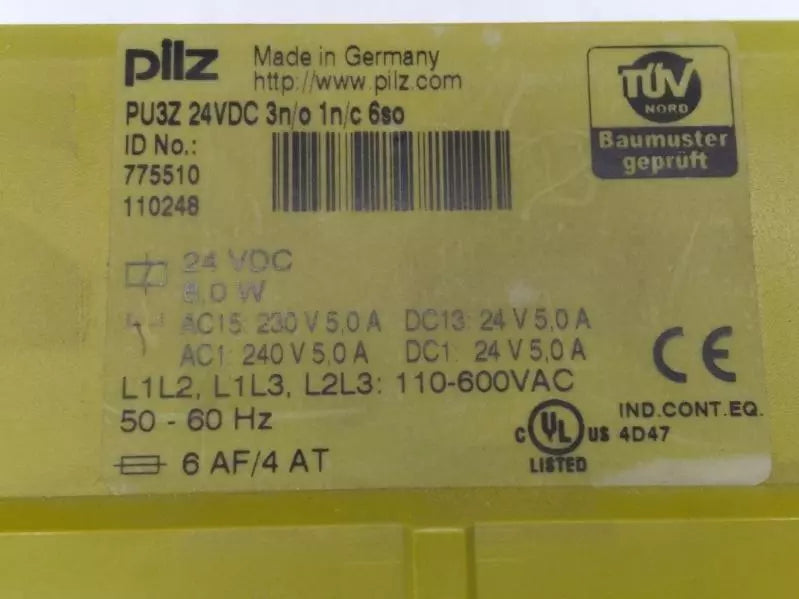 pilz
Made in Germany
http://www.pilz.com
PU3Z 24VDC 3n/o 1n/c 6so
ID No.:
775510
110248
TÜV
NORD
Baumuster
geprüft
24 VDC
8,0 W
AC15: 230 V 5,0 A DC13: 24 V 5,0 A
AC1: 240 V 5,0 A DC1: 24 V 5,0 A
L1L2, L1L3, L2L3: 110-600VAC
50 - 60 Hz
6 AF/4 AT
CE
C UL US
LISTED
IND.CONT.EQ.
4D47